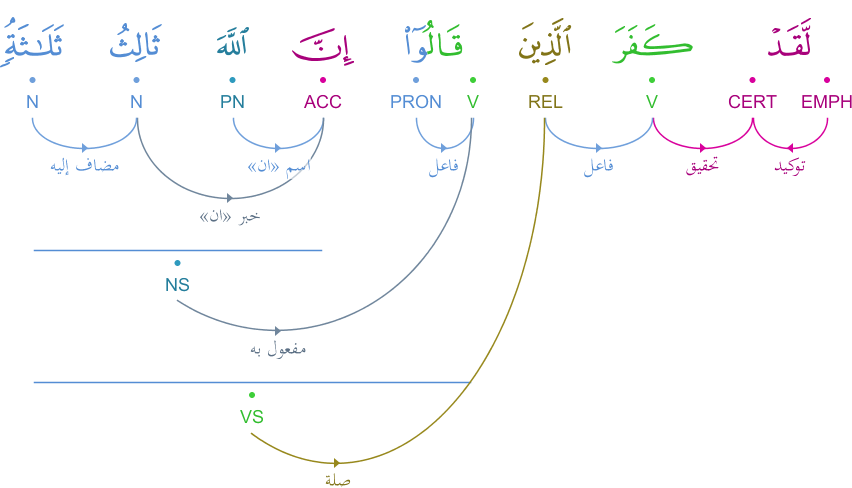 لَّقَدْ كَفَرَ ٱلَّذِينَ قَالُوٓا۟ إِنَّ ٱللَّهَ ثَالِثُ ثَلَـٰثَةٍۘ
EMPH CERT V REL V PRON ACC PN N N
توكيد تحقيق فاعل فاعل اسم «ان» مضاف إليه
خبر «ان»
NS
مفعول به
VS
صلة